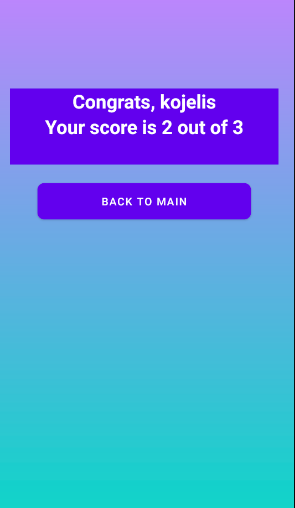 Congrats, kojelis
Your score is 2 out of 3
BACK TO MAIN